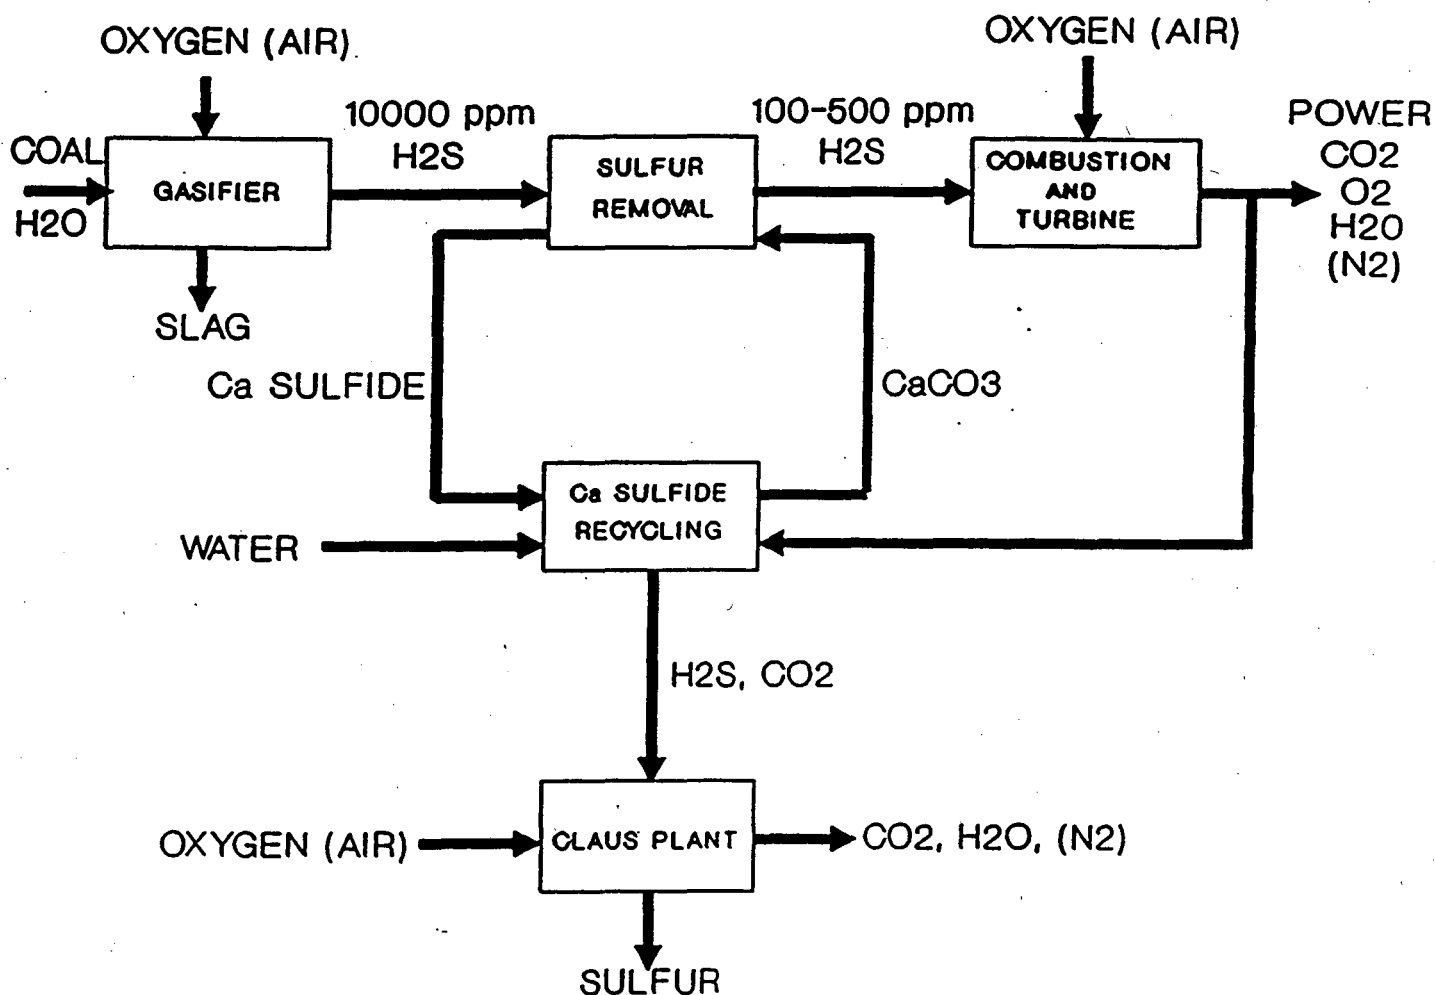 OXYGEN (AIR)
OXYGEN (AIR)
10000 ppm
H2S
100-500 ppm
H2S
POWER
CO2
O2
H2O
(N2)
COAL
H2O
GASIFIER
SULFUR
REMOVAL
COMBUSTION
AND
TURBINE
SLAG
Ca SULFIDE
CaCO3
Ca SULFIDE
RECYCLING
WATER
H2S, CO2
OXYGEN (AIR)
CLAUS PLANT
CO2, H2O, (N2)
SULFUR